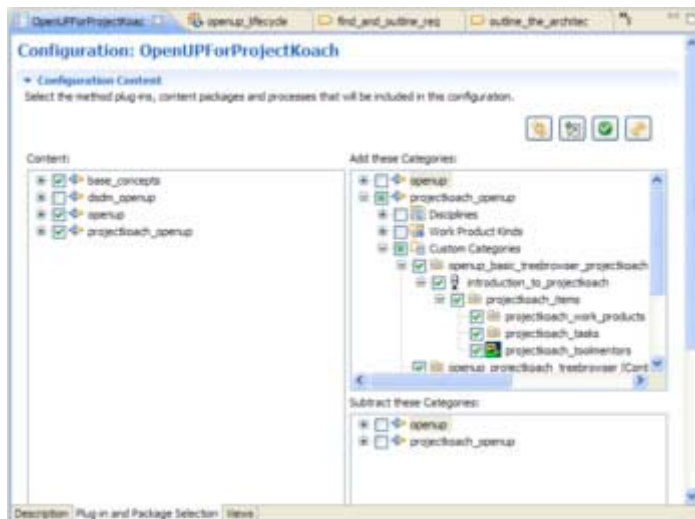 OpenUPForProjectKoac openup_lifecycle find_and_outline_req outline_the_architec
Configuration: OpenUPForProjectKoach
Configuration Content
Select the method plug-ins, content packages and processes that will be included in this configuration.
Content:
base_concepts
dsdm_openup
openup
projectkoach_openup
Add these Categories:
openup
projectkoach_openup
Disciplines
Work Product Kinds
Custom Categories
openup_basic_treebrowser_projectkoach
introduction_to_projectkoach
projectkoach_items
projectkoach_work_products
projectkoach_tasks
projectkoach_toolmentors
openup_projectkoach_treebrowser (Cont
Subtract these Categories:
openup
projectkoach_openup
Description Plug-in and Package Selection Views